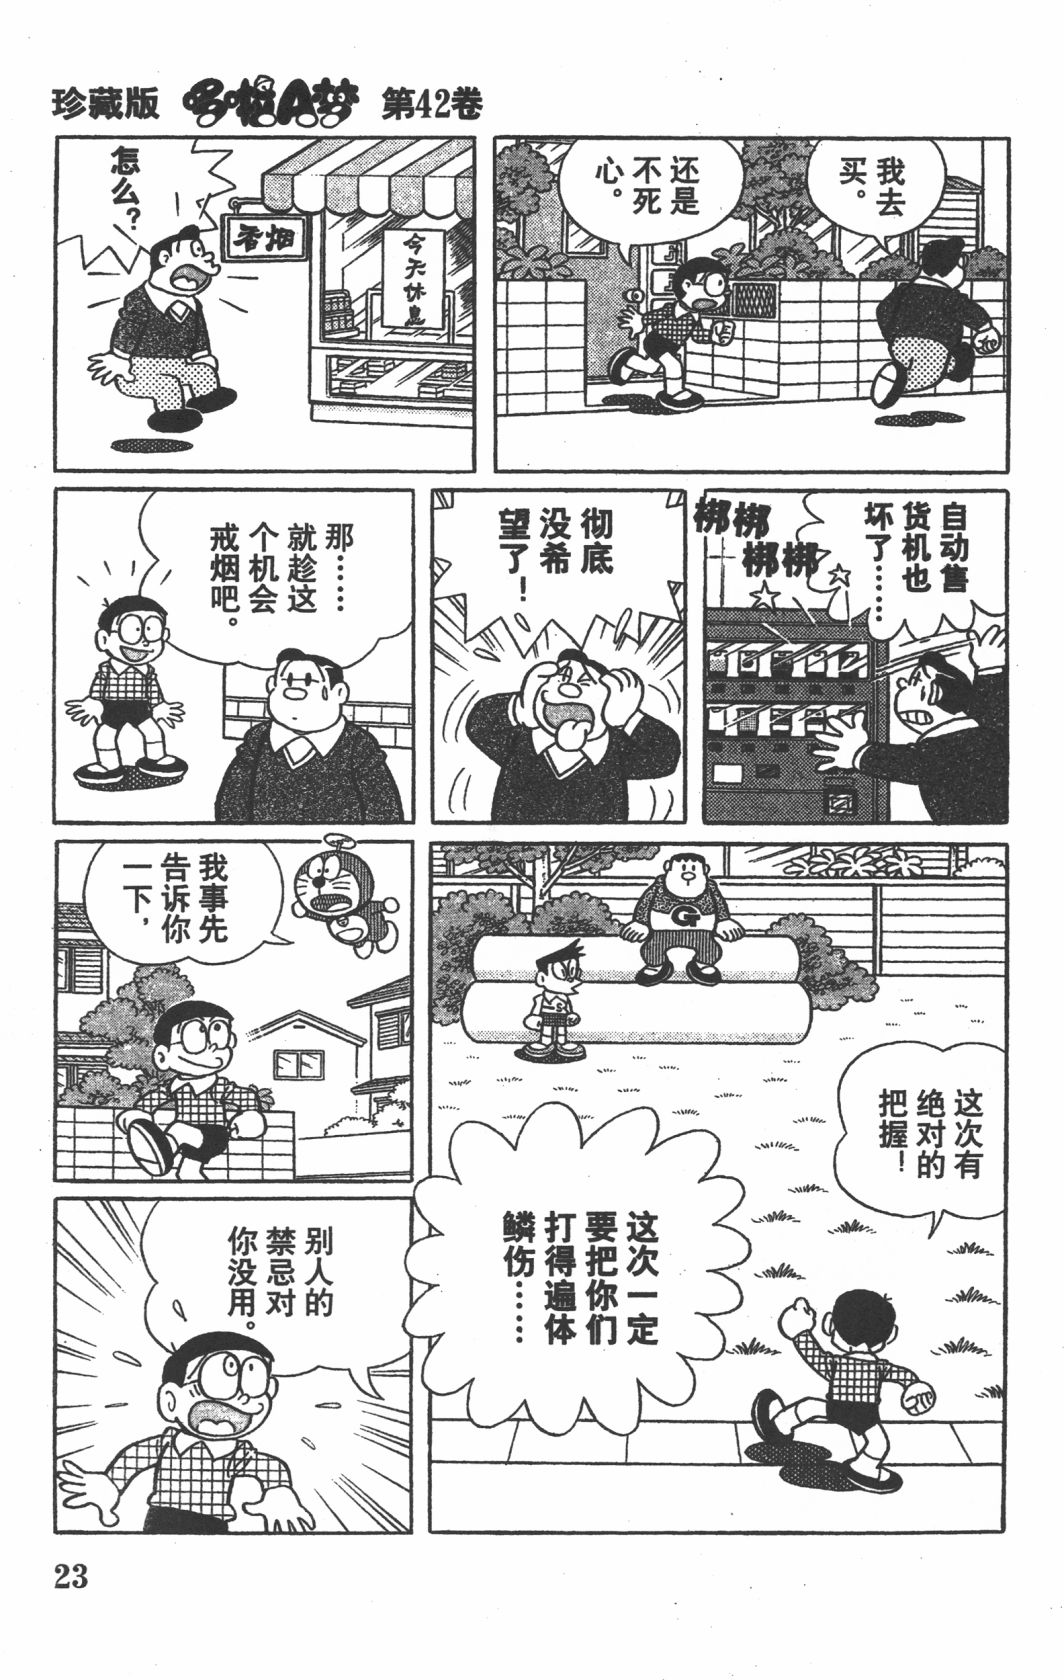 珍藏版 哆啦A梦 第42卷
我去
买。
还是
不死
心。
怎么？
香烟
今天休息
自动售
货机也
坏了……
梆梆
梆梆
彻底
没希
望了！
那……
就趁这
个机会
戒烟吧。
我事先
告诉你
一下，
别人的
禁忌对
你没用。
这次有
绝对的
把握！
这次一定
要把你们
打得遍体
鳞伤……
G
S
23